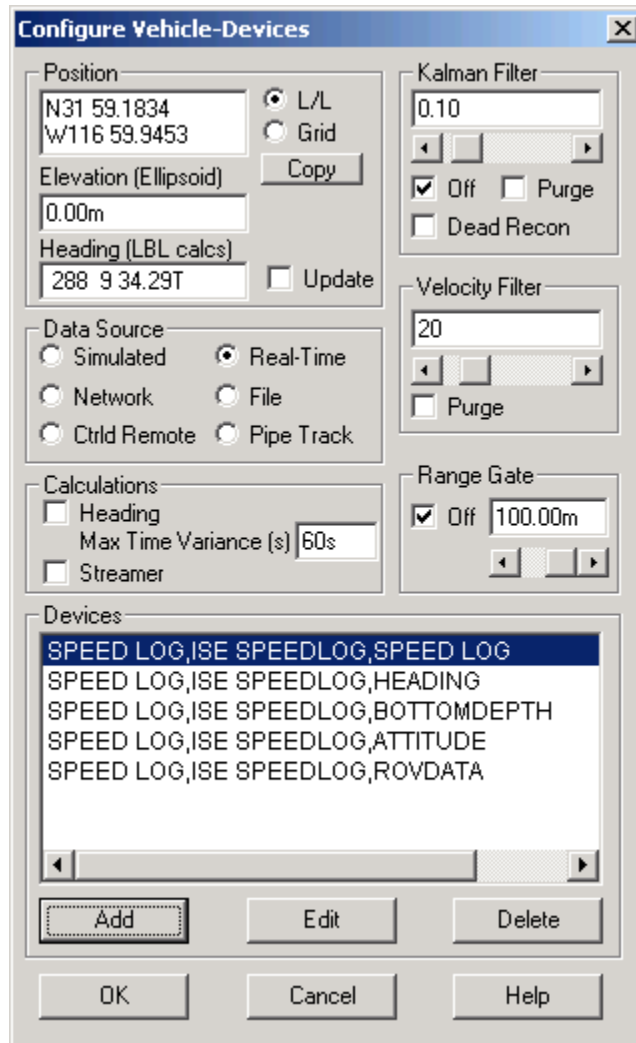 Configure Vehicle-Devices
Position
N31 59.1834
W116 59.9453
L/L
Grid
Copy
Elevation (Ellipsoid)
0.00m
Heading (LBL calcs)
288 9 34.29T
Update
Kalman Filter
0.10
Off Purge
Dead Recon
Velocity Filter
20
Purge
Data Source
Simulated Real-Time
Network File
Ctrld Remote Pipe Track
Calculations
Heading
Max Time Variance (s) 60s
Streamer
Range Gate
Off 100.00m
Devices
SPEED LOG,ISE SPEEDLOG,SPEED LOG
SPEED LOG,ISE SPEEDLOG,HEADING
SPEED LOG,ISE SPEEDLOG,BOTTOMDEPTH
SPEED LOG,ISE SPEEDLOG,ATTITUDE
SPEED LOG,ISE SPEEDLOG,ROVDATA
Add Edit Delete
OK Cancel Help